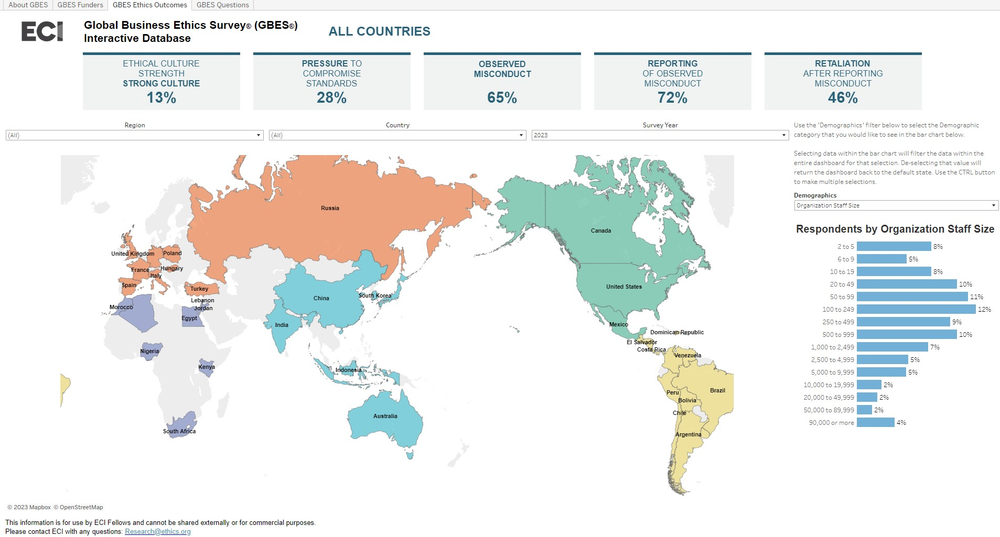 About GBES
GBES Funders
GBES Ethics Outcomes
GBES Questions
ECI
Global Business Ethics Survey® (GBES®)
Interactive Database
ALL COUNTRIES
ETHICAL CULTURE
STRENGTH
STRONG CULTURE
13%
PRESSURE TO
COMPROMISE
STANDARDS
28%
OBSERVED
MISCONDUCT
65%
REPORTING
OF OBSERVED
MISCONDUCT
72%
RETALIATION
AFTER REPORTING
MISCONDUCT
46%
Region
(All)
Country
(All)
Survey Year
2023
Use the 'Demographics' filter below to select the Demographic
category that you would like to see in the bar chart below.
Selecting data within the bar chart will filter the data within the
entire dashboard for that selection. De-selecting that value will
return the dashboard back to the default state. Use the CTRL button
to make multiple selections.
Demographics
Organization Staff Size
Respondents by Organization Staff Size
2 to 5 8%
6 to 9 5%
10 to 19 8%
20 to 49 10%
50 to 99 11%
100 to 249 12%
250 to 499 9%
500 to 999 10%
1,000 to 2,499 7%
2,500 to 4,999 5%
5,000 to 9,999 5%
10,000 to 19,999 2%
20,000 to 49,999 2%
50,000 to 89,999 2%
90,000 or more 4%
Russia
Canada
United Kingdom
Poland
France
Hungary
Italy
Spain
Turkey
United States
China
South Korea
Lebanon
Morocco
Jordan
Egypt
India
Mexico
Dominican Republic
El Salvador
Costa Rica
Nigeria
Venezuela
Kenya
Indonesia
Brazil
Peru
Bolivia
Chile
Australia
South Africa
Argentina
© 2023 Mapbox © OpenStreetMap
This information is for use by ECI Fellows and cannot be shared externally or for commercial purposes.
Please contact ECI with any questions: Research@ethics.org